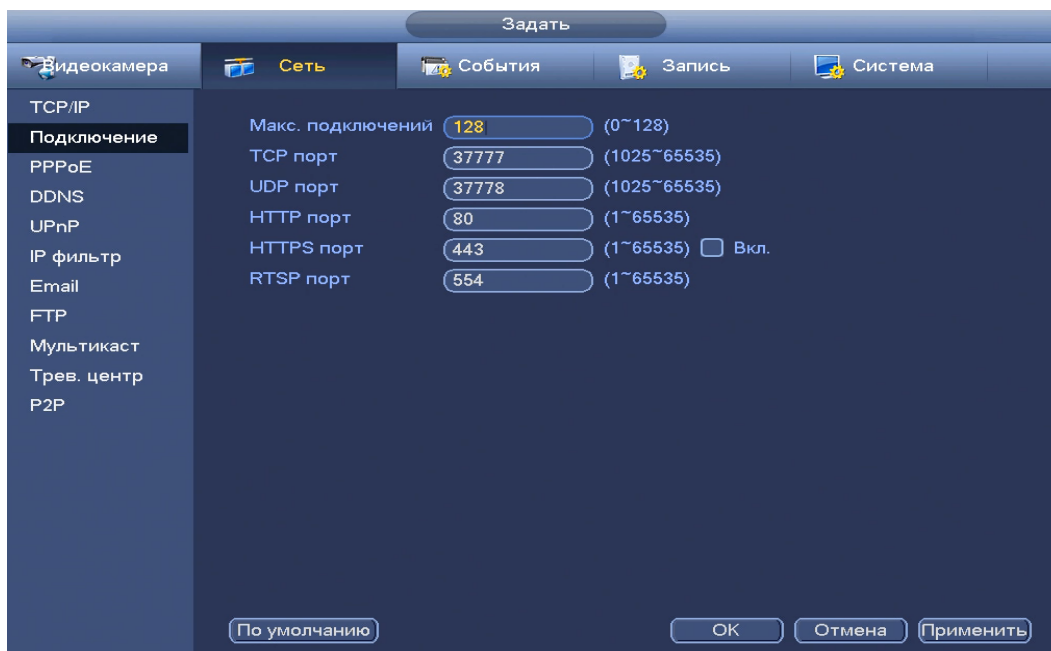 Задать
Видеокамера Сеть События Запись Система
TCP/IP
Подключение
PPPoE
DDNS
UPnP
IP фильтр
Email
FTP
Мультикаст
Трев. центр
P2P
Макс. подключений 128 (0~128)
TCP порт 37777 (1025~65535)
UDP порт 37778 (1025~65535)
HTTP порт 80 (1~65535)
HTTPS порт 443 (1~65535) Вкл.
RTSP порт 554 (1~65535)
По умолчанию OK Отмена Применить